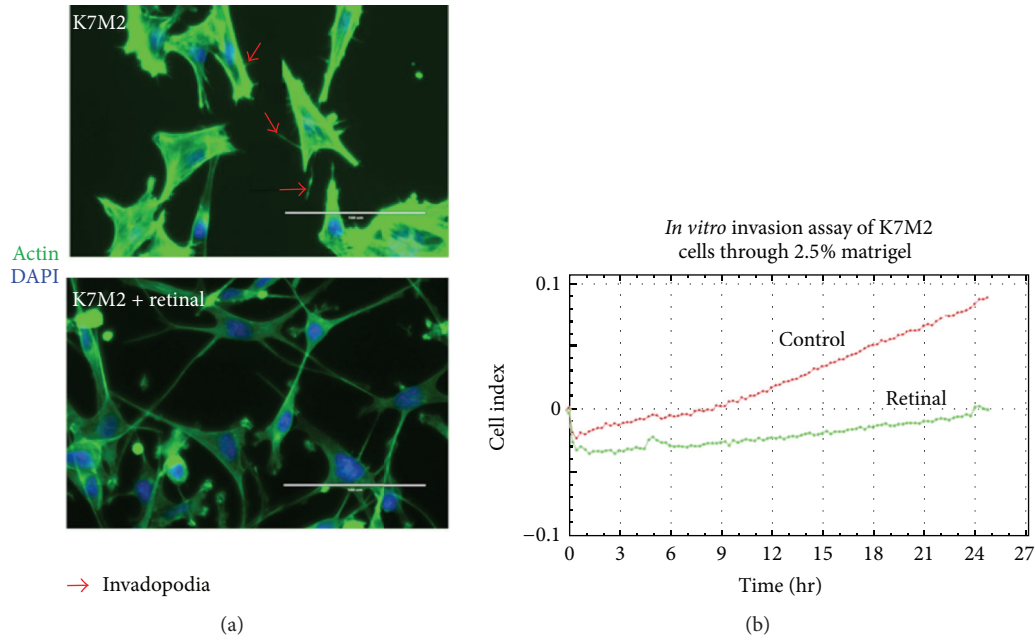 K7M2
Actin
DAPI
K7M2 + retinal
→ Invadopodia
(a)
In vitro invasion assay of K7M2
cells through 2.5% matrigel
0.1
0
−0.1
Cell index
Control
Retinal
0 3 6 9 12 15 18 21 24 27
Time (hr)
(b)